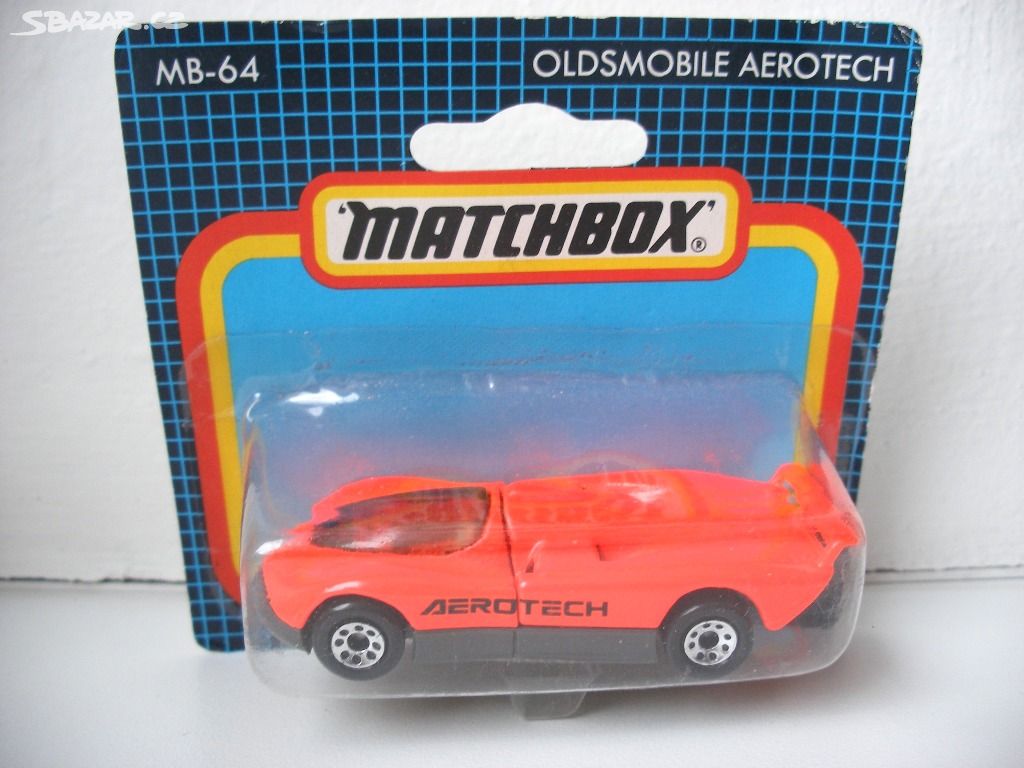 SBAZAR.CZ
MB-64
OLDSMOBILE AEROTECH
'MATCHBOX'®
AEROTECH